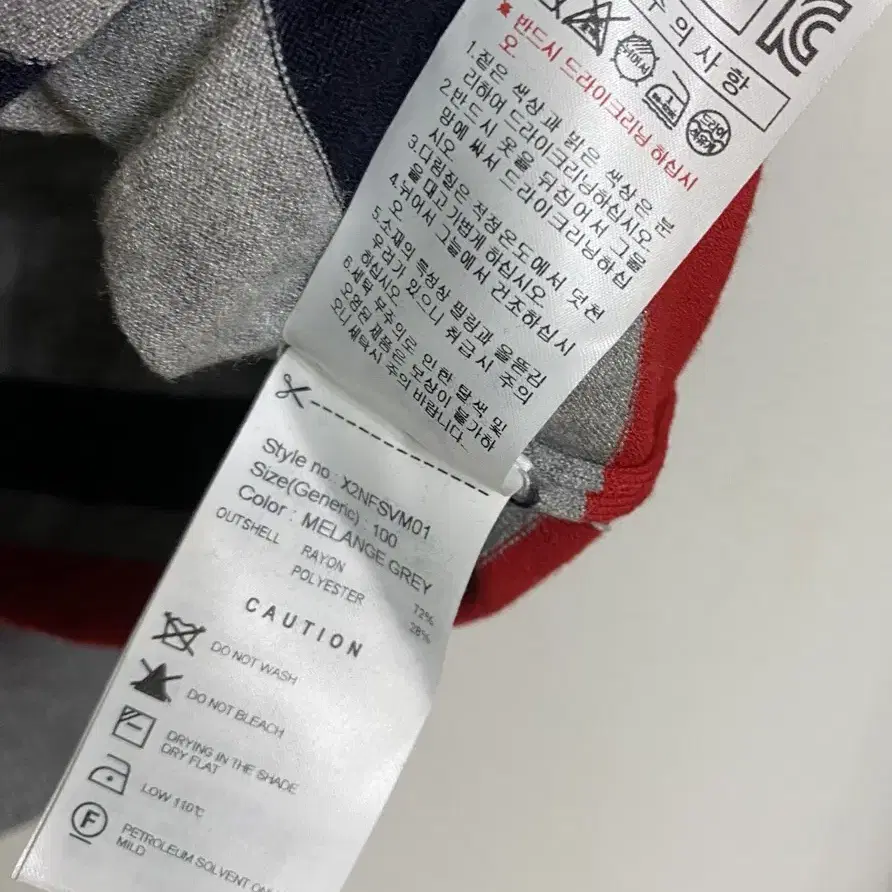 주의사항
※ 반드시 드라이크리닝 하십시
오.
1.짙은 색상과 밝은 색상은 분
리하여 드라이크리닝하십시오
2.반드시 옷을 뒤집어서 그물
망에 싸서 드라이크리닝하십
시오
3.다림질은 적정온도에서 덧천
을 대고 가볍게 하십시오.
4.뉘어서 그늘에서 건조하십시
오
5.소재의 특성상 필링과 올뜯김
우려가 있으니 취급시 주의
하십시오.
6.세탁 부주의로 인한 탈색 및
오염된 제품은 보상이 불가하
오니 세탁시 주의 바랍니다.
Style no : X2NFSVM01
Size(Generic) : 100
Color : MELANGE GREY
OUTSHELL RAYON 72%
POLYESTER 28%
CAUTION
DO NOT WASH
DO NOT BLEACH
DRYING IN THE SHADE
DRY FLAT
LOW 110℃
F
PETROLEUM SOLVENT
MILD